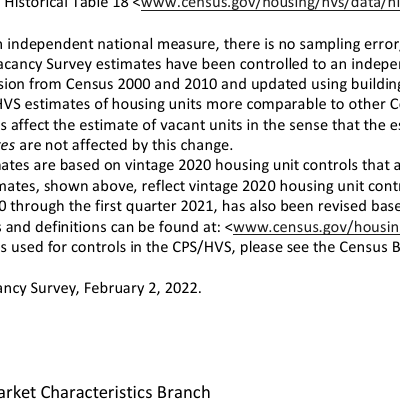 Historical Table 18 <www.census.gov/housing/hvs/data/hi
independent national measure, there is no sampling error
acancy Survey estimates have been controlled to an indepe
sion from Census 2000 and 2010 and updated using building
HVS estimates of housing units more comparable to other C
s affect the estimate of vacant units in the sense that the e
es are not affected by this change.
ates are based on vintage 2020 housing unit controls that a
mates, shown above, reflect vintage 2020 housing unit cont
0 through the first quarter 2021, has also been revised base
s and definitions can be found at: <www.census.gov/housin
s used for controls in the CPS/HVS, please see the Census B
ancy Survey, February 2, 2022.
arket Characteristics Branch